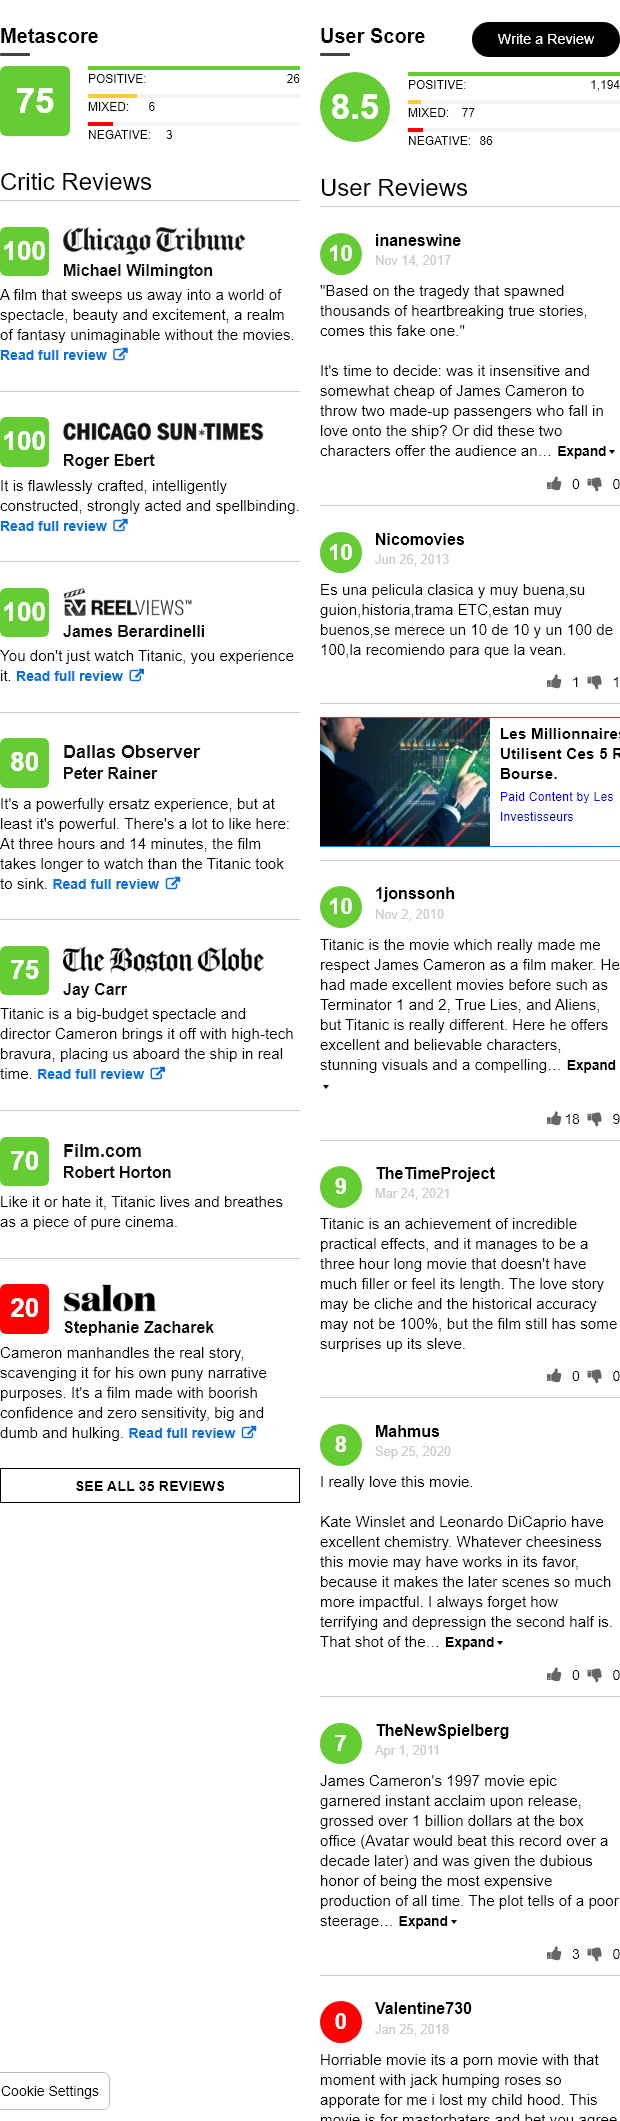 Metascore
75
POSITIVE: 26
MIXED: 6
NEGATIVE: 3
Critic Reviews
100
Chicago Tribune
Michael Wilmington
A film that sweeps us away into a world of
spectacle, beauty and excitement, a realm
of fantasy unimaginable without the movies.
Read full review
100
CHICAGO SUN*TIMES
Roger Ebert
It is flawlessly crafted, intelligently
constructed, strongly acted and spellbinding.
Read full review
100
RV REELVIEWS™
James Berardinelli
You don't just watch Titanic, you experience
it. Read full review
80
Dallas Observer
Peter Rainer
It's a powerfully ersatz experience, but at
least it's powerful. There's a lot to like here:
At three hours and 14 minutes, the film
takes longer to watch than the Titanic took
to sink. Read full review
75
The Boston Globe
Jay Carr
Titanic is a big-budget spectacle and
director Cameron brings it off with high-tech
bravura, placing us aboard the ship in real
time. Read full review
70
Film.com
Robert Horton
Like it or hate it, Titanic lives and breathes
as a piece of pure cinema.
20
salon
Stephanie Zacharek
Cameron manhandles the real story,
scavenging it for his own puny narrative
purposes. It's a film made with boorish
confidence and zero sensitivity, big and
dumb and hulking. Read full review
SEE ALL 35 REVIEWS
Cookie Settings
User Score
Write a Review
8.5
POSITIVE: 1,194
MIXED: 77
NEGATIVE: 86
User Reviews
10
inaneswine
Nov 14, 2017
"Based on the tragedy that spawned
thousands of heartbreaking true stories,
comes this fake one."
It's time to decide: was it insensitive and
somewhat cheap of James Cameron to
throw two made-up passengers who fall in
love onto the ship? Or did these two
characters offer the audience an… Expand
0 0
10
Nicomovies
Jun 26, 2013
Es una pelicula clasica y muy buena,su
guion,historia,trama ETC,estan muy
buenos,se merece un 10 de 10 y un 100 de
100,la recomiendo para que la vean.
1 1
Les Millionnaires
Utilisent Ces 5 R
Bourse.
Paid Content by Les
Investisseurs
10
1jonssonh
Nov 2, 2010
Titanic is the movie which really made me
respect James Cameron as a film maker. He
had made excellent movies before such as
Terminator 1 and 2, True Lies, and Aliens,
but Titanic is really different. Here he offers
excellent and believable characters,
stunning visuals and a compelling… Expand
18 9
9
TheTimeProject
Mar 24, 2021
Titanic is an achievement of incredible
practical effects, and it manages to be a
three hour long movie that doesn't have
much filler or feel its length. The love story
may be cliche and the historical accuracy
may not be 100%, but the film still has some
surprises up its sleve.
0 0
8
Mahmus
Sep 25, 2020
I really love this movie.
Kate Winslet and Leonardo DiCaprio have
excellent chemistry. Whatever cheesiness
this movie may have works in its favor,
because it makes the later scenes so much
more impactful. I always forget how
terrifying and depressign the second half is.
That shot of the… Expand
0 0
7
TheNewSpielberg
Apr 1, 2011
James Cameron's 1997 movie epic
garnered instant acclaim upon release,
grossed over 1 billion dollars at the box
office (Avatar would beat this record over a
decade later) and was given the dubious
honor of being the most expensive
production of all time. The plot tells of a poor
steerage… Expand
3 0
0
Valentine730
Jan 25, 2018
Horriable movie its a porn movie with that
moment with jack humping roses so
apporate for me i lost my child hood. This
movie is for masturbaters and bet you agree